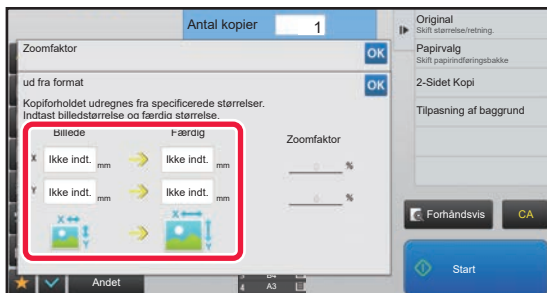 Antal kopier 1
Zoomfaktor
OK
ud fra format
OK
Kopiforholdet udregnes fra specificerede størrelser.
Indtast billedstørrelse og færdig størrelse.
Billede Færdig
Zoomfaktor
X Ikke indt. mm Ikke indt. mm %
Y Ikke indt. mm Ikke indt. mm %
X X
Y Y
Andet
4 A3
Original
Skift størrelse/retning.
Papirvalg
Skift papirindføringsbakke
2-Sidet Kopi
Tilpasning af baggrund
Forhåndsvis CA
Start